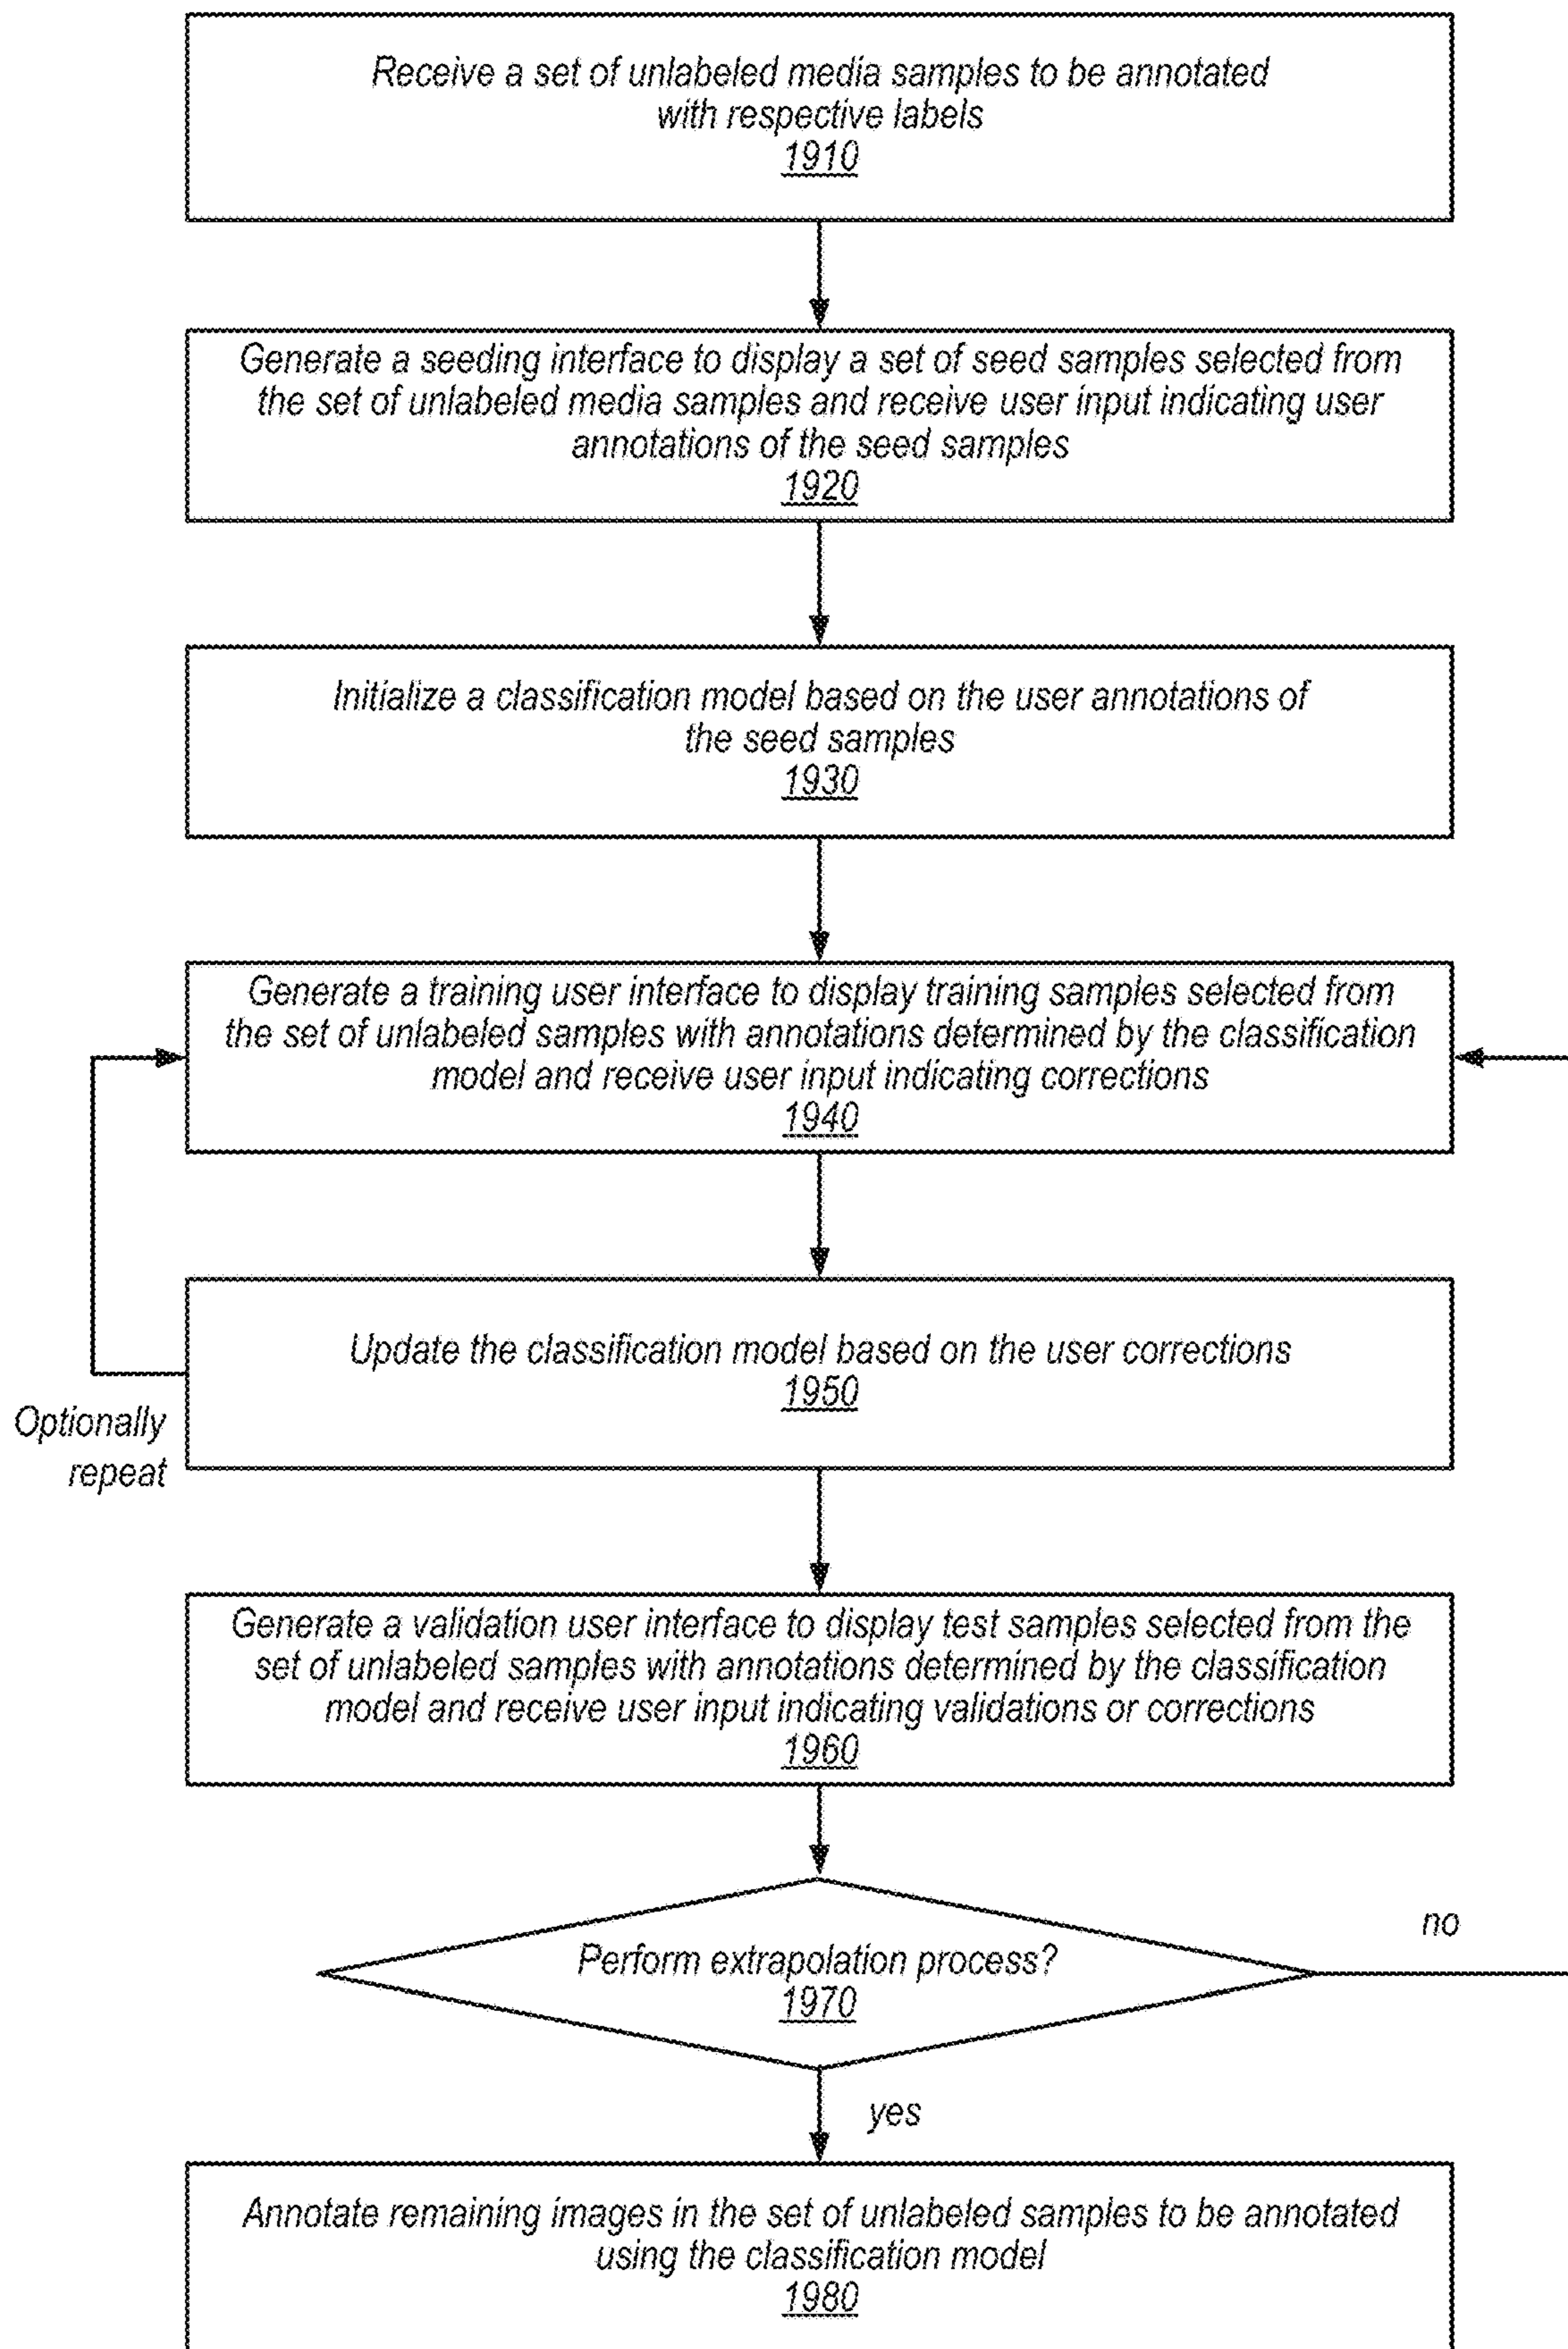 Receive a set of unlabeled media samples to be annotated
with respective labels
1910
Generate a seeding interface to display a set of seed samples selected from
the set of unlabeled media samples and receive user input indicating user
annotations of the seed samples
1920
Initialize a classification model based on the user annotations of
the seed samples
1930
Generate a training user interface to display training samples selected from
the set of unlabeled samples with annotations determined by the classification
model and receive user input indicating corrections
1940
Update the classification model based on the user corrections
1950
Optionally
repeat
Generate a validation user interface to display test samples selected from the
set of unlabeled samples with annotations determined by the classification
model and receive user input indicating validations or corrections
1960
no
Perform extrapolation process?
1970
yes
Annotate remaining images in the set of unlabeled samples to be annotated
using the classification model
1980